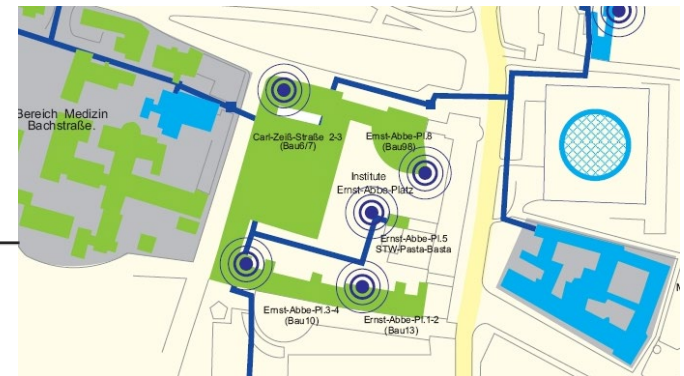 Bereich Medizin
Bachstraße.
Carl-Zeiß-Straße 2-3
(Bau6/7)
Ernst-Abbe-Pl.8
(Bau98)
Institute
Ernst-Abbe-Platz
Ernst-Abbe-Pl.5
STW-Pasta-Basta
Ernst-Abbe-Pl.3-4
(Bau10)
Ernst-Abbe-Pl.1-2
(Bau13)